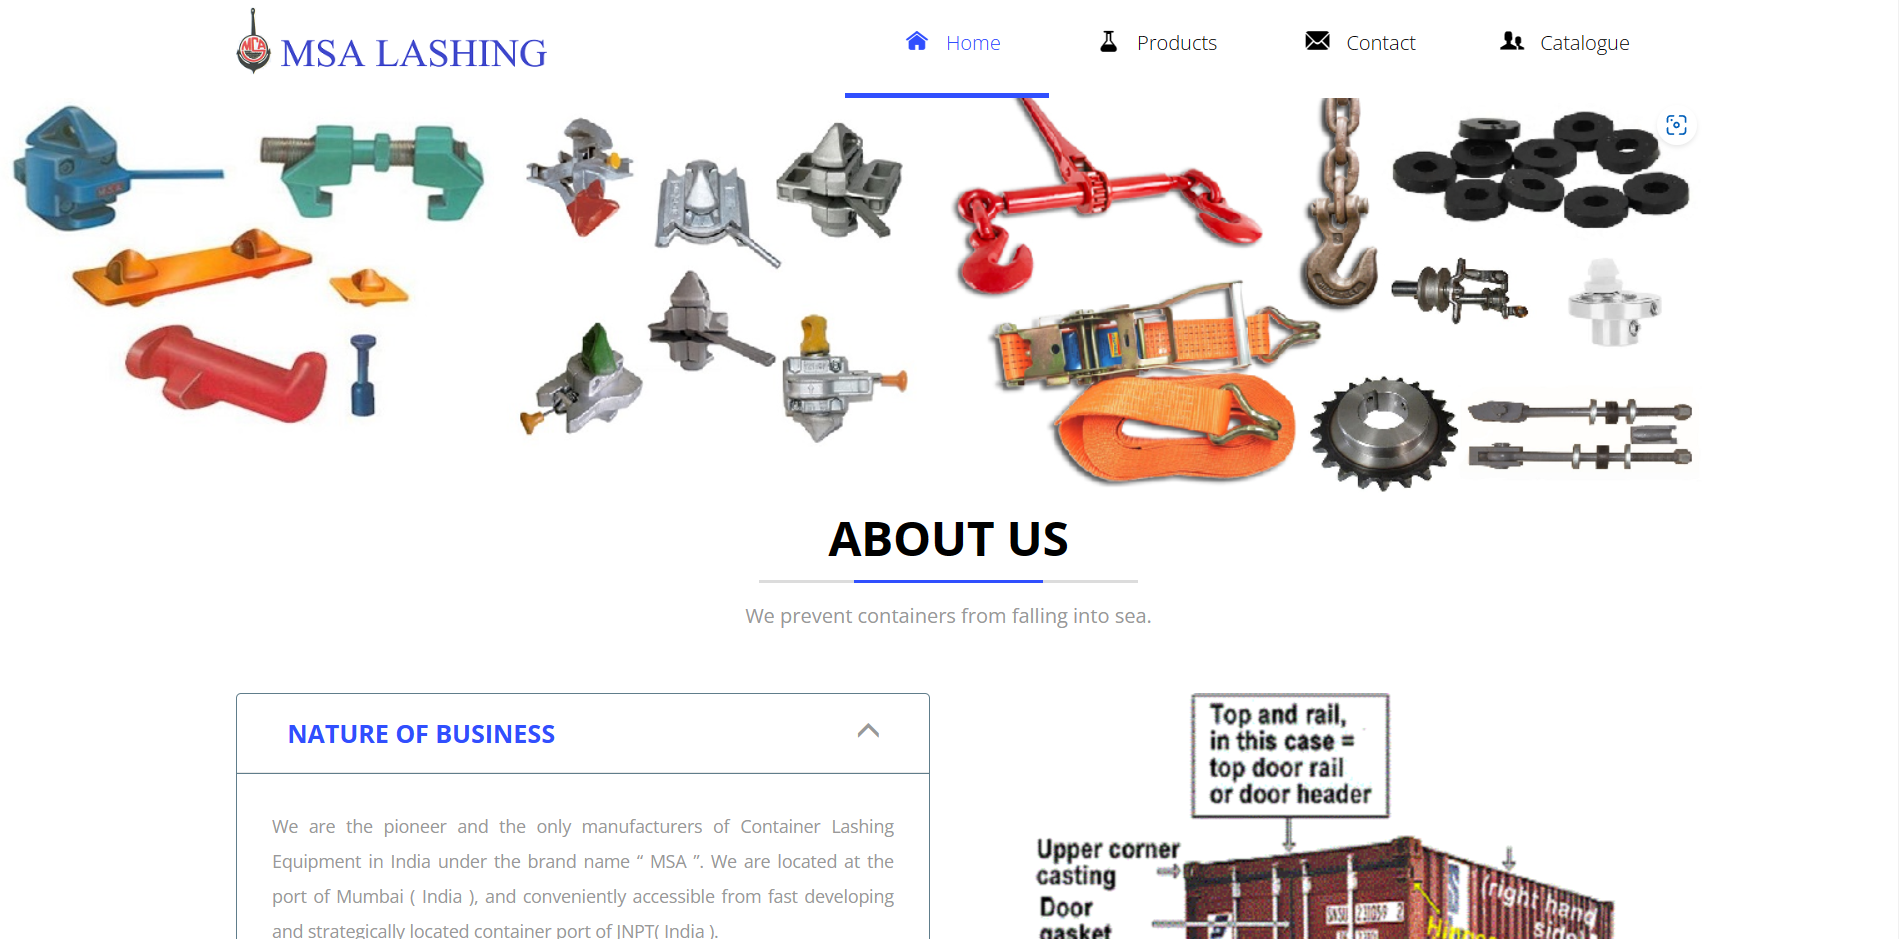 MSA LASHING
Home
Products
Contact
Catalogue
MSA
ABOUT US
We prevent containers from falling into sea.
NATURE OF BUSINESS
We are the pioneer and the only manufacturers of Container Lashing
Equipment in India under the brand name “ MSA ”. We are located at the
port of Mumbai ( India ), and conveniently accessible from fast developing
and strategically located container port of JNPT( India ).
Top and rail,
in this case =
top door rail
or door header
Upper corner
casting
Door
gasket
(right hand
side)